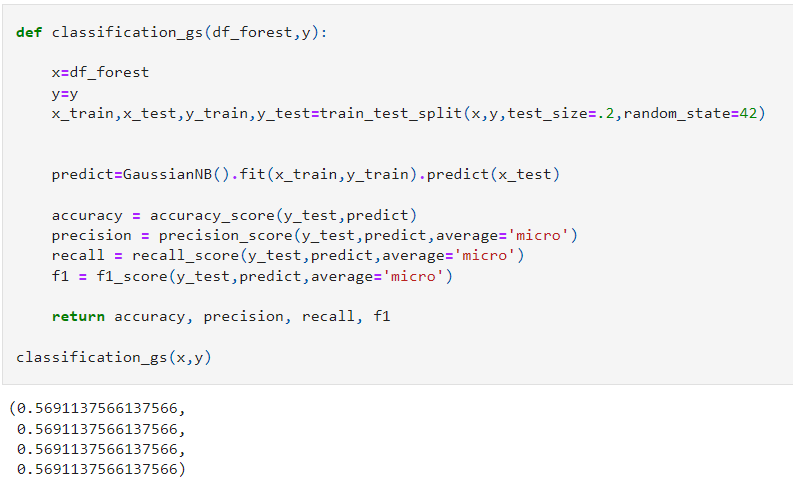 def classification_gs(df_forest,y):
x=df_forest
y=y
x_train,x_test,y_train,y_test=train_test_split(x,y,test_size=.2,random_state=42)
predict=GaussianNB().fit(x_train,y_train).predict(x_test)
accuracy = accuracy_score(y_test,predict)
precision = precision_score(y_test,predict,average='micro')
recall = recall_score(y_test,predict,average='micro')
f1 = f1_score(y_test,predict,average='micro')
return accuracy, precision, recall, f1
classification_gs(x,y)
(0.5691137566137566,
0.5691137566137566,
0.5691137566137566,
0.5691137566137566)